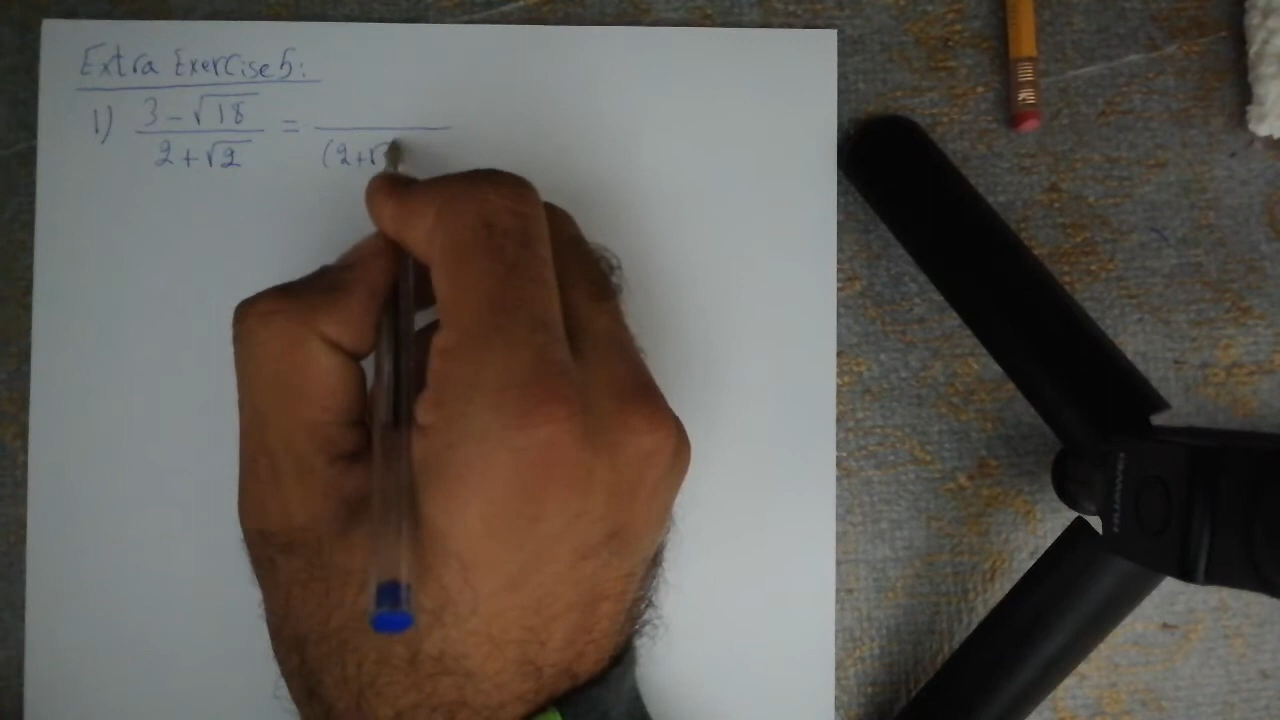 Extra Exercise 5:
1) 3-√18 / 2+√2 = / (2+√